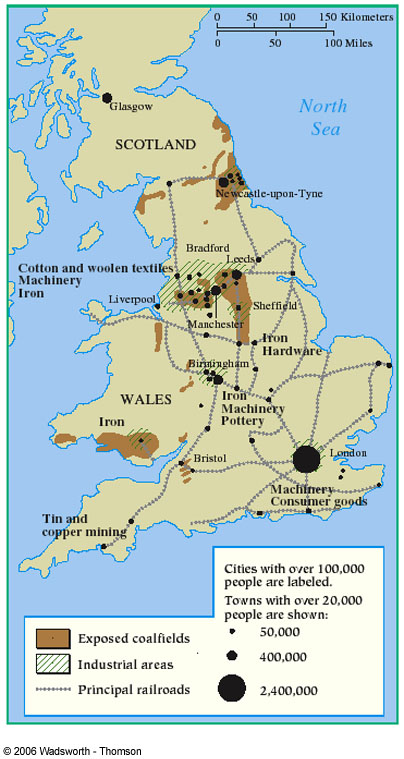 0 50 100 150 Kilometers
0 50 100 Miles
Glasgow
North
Sea
SCOTLAND
Newcastle-upon-Tyne
Bradford
Leeds
Cotton and woolen textiles
Machinery
Iron
Liverpool
Sheffield
Manchester
Iron
Hardware
Birmingham
WALES
Iron
Machinery
Pottery
Iron
Bristol
London
Machinery
Consumer goods
Tin and
copper mining
Cities with over 100,000
people are labeled.
Towns with over 20,000
people are shown:
50,000
400,000
2,400,000
Exposed coalfields
Industrial areas
Principal railroads
© 2006 Wadsworth - Thomson